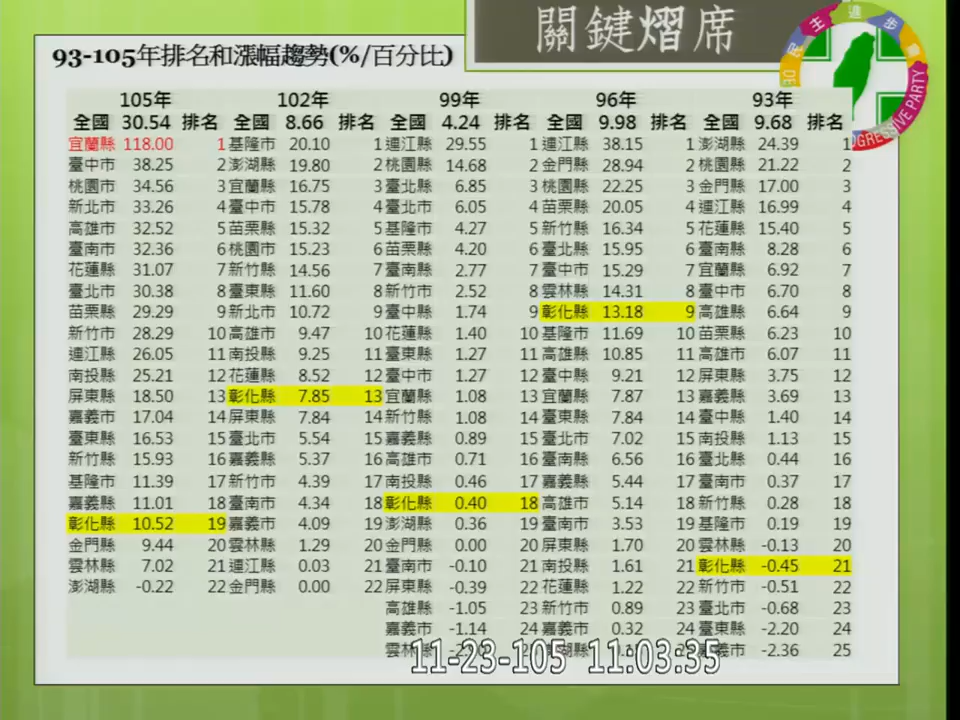 關鍵熠席
民主進步黨
93-105年排名和漲幅趨勢(%/百分比)
105年 102年 99年 96年 93年
全國 30.54 排名 全國 8.66 排名 全國 4.24 排名 全國 9.98 排名 全國 9.68 排名
宜蘭縣 118.00 1 基隆市 20.10 1 連江縣 29.55 1 連江縣 38.15 1 澎湖縣 24.39 1
臺中市 38.25 2 澎湖縣 19.80 2 桃園縣 14.68 2 金門縣 28.94 2 桃園縣 21.22 2
桃園市 34.56 3 宜蘭縣 16.75 3 臺北縣 6.85 3 桃園縣 22.25 3 金門縣 17.00 3
新北市 33.26 4 臺中市 15.78 4 臺北市 6.05 4 苗栗縣 20.05 4 連江縣 16.99 4
高雄市 32.52 5 苗栗縣 15.32 5 基隆市 4.27 5 新竹縣 16.34 5 花蓮縣 15.40 5
臺南市 32.36 6 桃園市 15.23 6 苗栗縣 4.20 6 臺北縣 15.95 6 臺南縣 8.28 6
花蓮縣 31.07 7 新竹縣 14.56 7 臺南縣 2.77 7 臺中市 15.29 7 宜蘭縣 6.92 7
臺北市 30.38 8 臺東縣 11.60 8 新竹市 2.52 8 雲林縣 14.31 8 臺中市 6.70 8
苗栗縣 29.29 9 新北市 10.72 9 臺中縣 1.74 9 彰化縣 13.18 9 高雄縣 6.64 9
新竹市 28.29 10 高雄市 9.47 10 花蓮縣 1.40 10 基隆市 11.69 10 苗栗縣 6.23 10
連江縣 26.05 11 南投縣 9.25 11 臺東縣 1.27 11 高雄縣 10.85 11 高雄市 6.07 11
南投縣 25.21 12 花蓮縣 8.52 12 臺中市 1.27 12 臺中縣 9.21 12 屏東縣 3.75 12
屏東縣 18.50 13 彰化縣 7.85 13 宜蘭縣 1.08 13 宜蘭縣 7.87 13 嘉義縣 3.69 13
嘉義市 17.04 14 屏東縣 7.84 14 新竹縣 1.08 14 臺東縣 7.84 14 臺中縣 1.40 14
臺東縣 16.53 15 臺北市 5.54 15 嘉義縣 0.89 15 臺北市 7.02 15 南投縣 1.13 15
新竹縣 15.93 16 嘉義縣 5.37 16 高雄市 0.71 16 臺南縣 6.56 16 臺北縣 0.44 16
基隆市 11.39 17 新竹市 4.39 17 南投縣 0.46 17 嘉義縣 5.44 17 臺南市 0.37 17
嘉義縣 11.01 18 臺南市 4.34 18 彰化縣 0.40 18 高雄市 5.14 18 新竹縣 0.28 18
彰化縣 10.52 19 嘉義市 4.09 19 澎湖縣 0.36 19 臺南市 3.53 19 基隆市 0.19 19
金門縣 9.44 20 雲林縣 1.29 20 金門縣 0.00 20 屏東縣 1.70 20 雲林縣 -0.13 20
雲林縣 7.02 21 連江縣 0.03 21 臺南市 -0.10 21 南投縣 1.61 21 彰化縣 -0.45 21
澎湖縣 -0.22 22 金門縣 0.00 22 屏東縣 -0.39 22 花蓮縣 1.22 22 新竹市 -0.51 22
高雄縣 -1.05 23 新竹市 0.89 23 臺北市 -0.68 23
嘉義市 -1.14 24 嘉義市 0.32 24 臺東縣 -2.20 24
雲林縣 嘉義市 -2.36 25
11-23-105 11.03.35